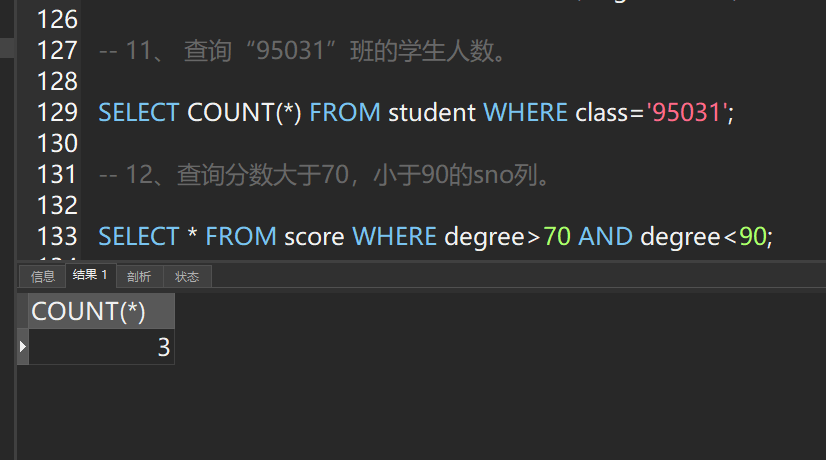 126
127 -- 11、 查询“95031”班的学生人数。
128
129 SELECT COUNT(*) FROM student WHERE class='95031';
130
131 -- 12、查询分数大于70，小于90的sno列。
132
133 SELECT * FROM score WHERE degree>70 AND degree<90;
信息 结果 1 剖析 状态
COUNT(*)
3